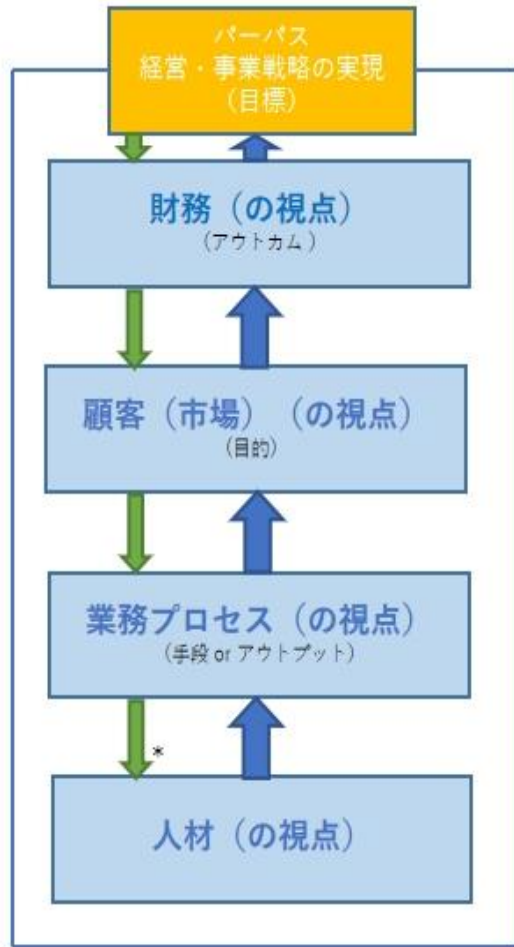 パーパス
経営・事業戦略の実現
(目標)
財務（の視点）
(アウトカム)
顧客（市場）（の視点）
(目的)
業務プロセス（の視点）
(手段 or アウトプット)
*
人材（の視点）